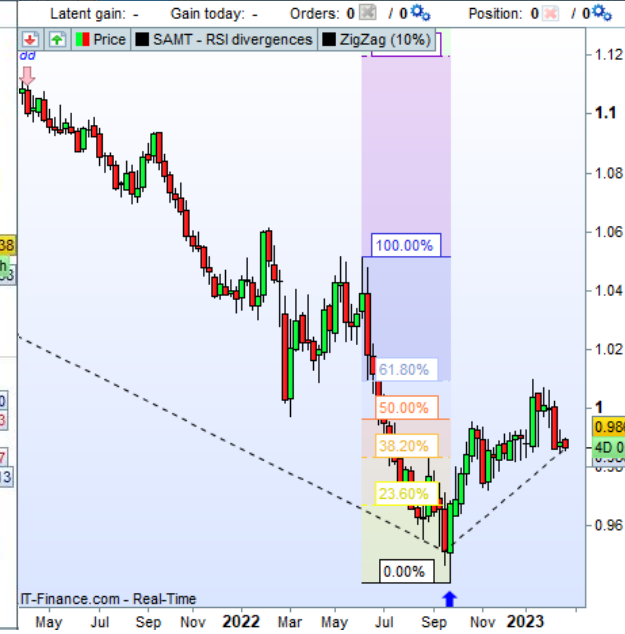 Latent gain: - Gain today: - Orders: 0 / 0 Position: 0 / 0
Price SAMT - RSI divergences ZigZag (10%)
dd
1.12
1.1
1.08
1.06
100.00%
1.04
1.02
61.80%
50.00%
1
38.20%
4D 0
23.60%
0.96
0.00%
IT-Finance.com - Real-Time
May Jul Sep Nov 2022 Mar May Jul Sep Nov 2023